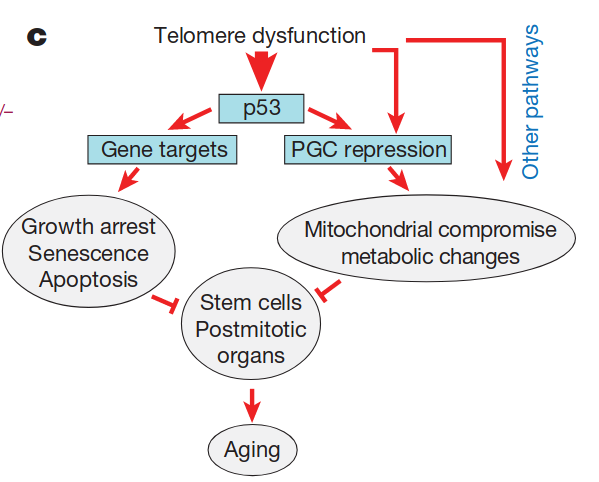 c
Telomere dysfunction
Other pathways
/–
p53
Gene targets
PGC repression
Growth arrest
Senescence
Apoptosis
Mitochondrial compromise
metabolic changes
Stem cells
Postmitotic
organs
Aging